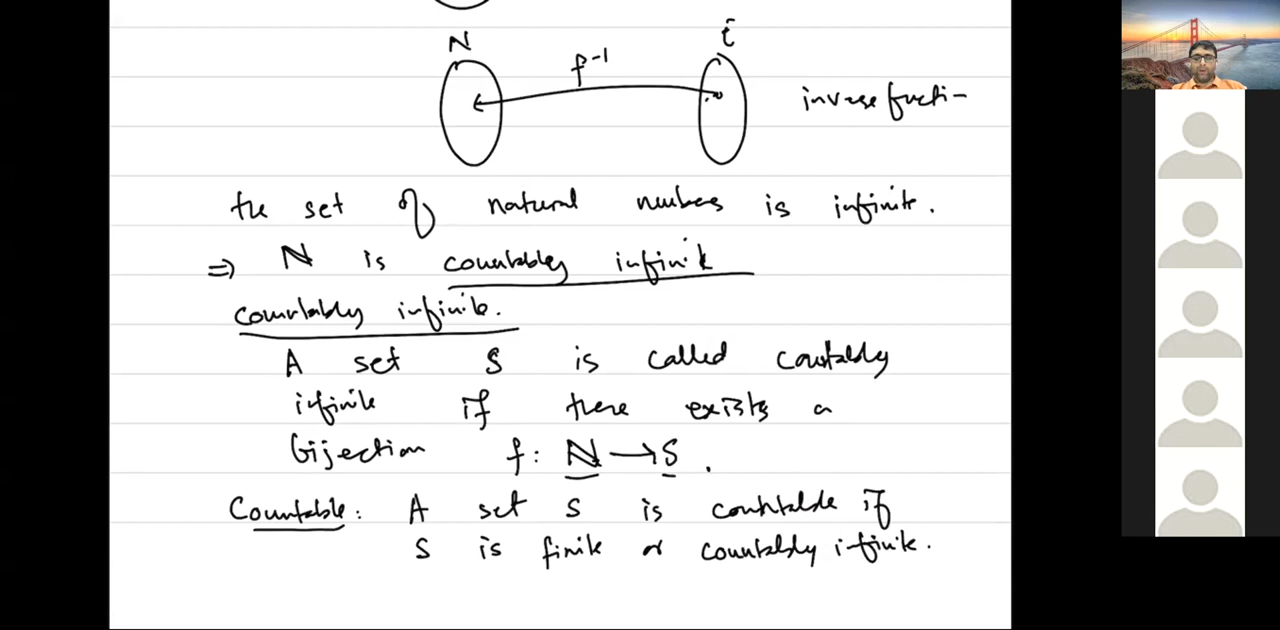 N
E
f⁻¹
inverse functi-
the set of natural numbers is infinite.
⇒ ℕ is countably infinite
countably infinite.
A set S is called countably
infinite if there exists a
bijection f: ℕ → S.
Countable: A set S is countable if
S is finite or countably infinite.